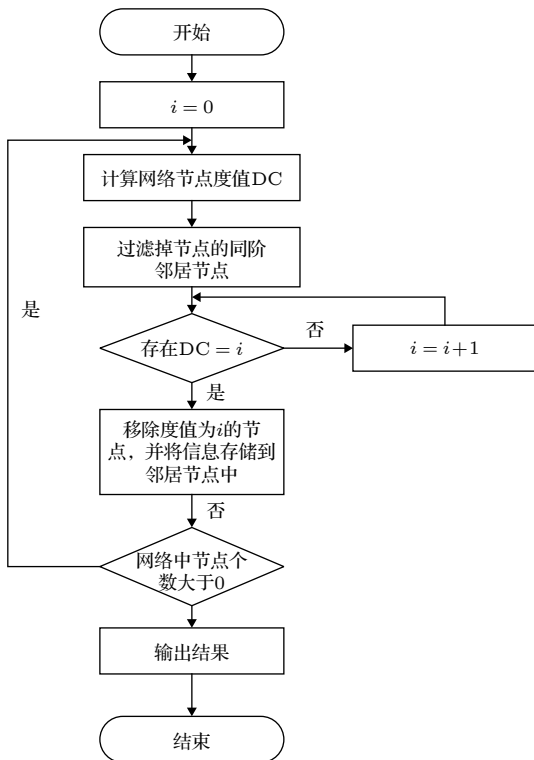 开始
i = 0
计算网络节点度值DC
过滤掉节点的同阶
邻居节点
是
存在DC = i
否
i = i+1
是
移除度值为i的节
点，并将信息存储到
邻居节点中
否
网络中节点个
数大于0
输出结果
结束